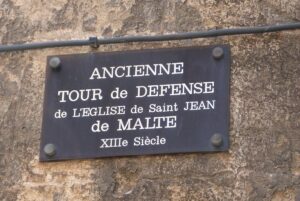 ANCIENNE
TOUR de DEFENSE
de L'EGLISE de Saint JEAN
de MALTE
XIIIe Siècle